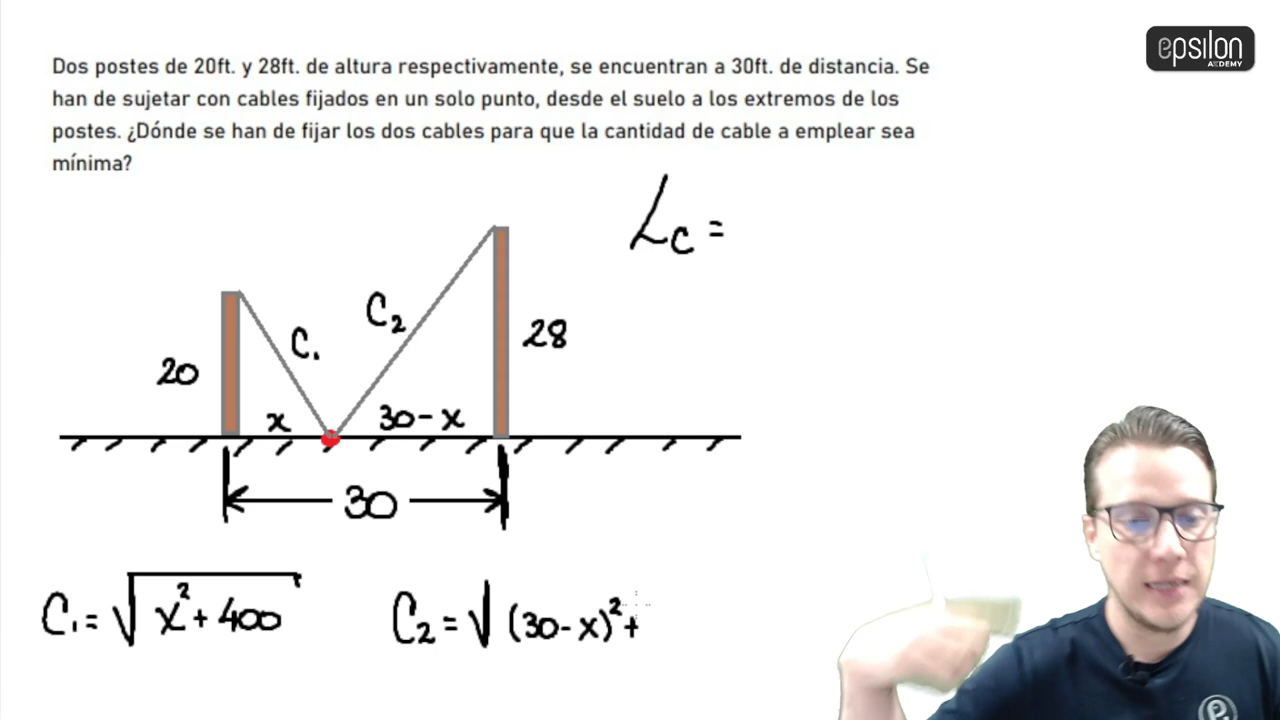 epsilon
ACADEMY
Dos postes de 20ft. y 28ft. de altura respectivamente, se encuentran a 30ft. de distancia. Se
han de sujetar con cables fijados en un solo punto, desde el suelo a los extremos de los
postes. ¿Dónde se han de fijar los dos cables para que la cantidad de cable a emplear sea
mínima?
Lc =
C₂
C₁
28
20
x
30-x
30
C₁ = √x²+400
C₂ = √(30-x)²+